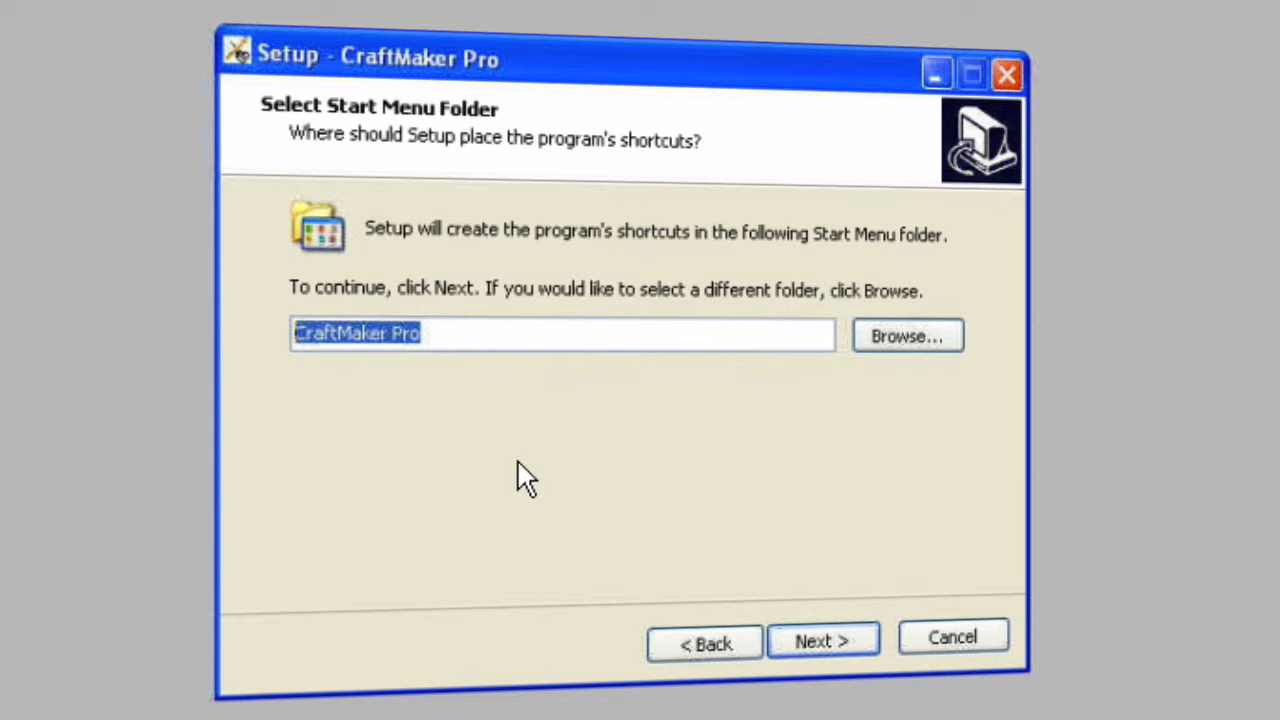 Setup - CraftMaker Pro
Select Start Menu Folder
Where should Setup place the program's shortcuts?
Setup will create the program's shortcuts in the following Start Menu folder.
To continue, click Next. If you would like to select a different folder, click Browse.
CraftMaker Pro
Browse...
< Back
Next >
Cancel